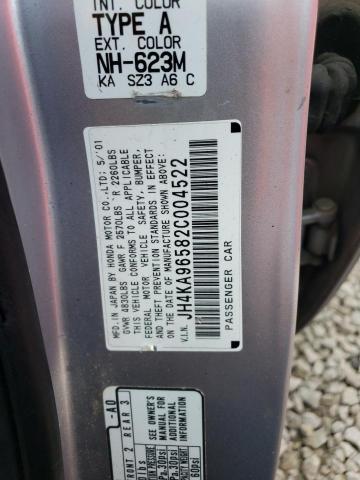 INT. COLOR
TYPE A
EXT. COLOR
NH-623M
KA SZ3 A6 C
MFD. IN JAPAN BY HONDA MOTOR CO.,LTD; 5/'01
GVWR 4830LBS GAWR F 2570LBS R 2260LBS
THIS VEHICLE CONFORMS TO ALL APPLICABLE
FEDERAL MOTOR VEHICLE SAFETY, BUMPER,
AND THEFT PREVENTION STANDARDS IN EFFECT
ON THE DATE OF MANUFACTURE SHOWN ABOVE.
V.I.N. JH4KA96582C004522
PASSENGER CAR
-A0
FRONT 2 REAR 3
SEE OWNER'S
MANUAL FOR